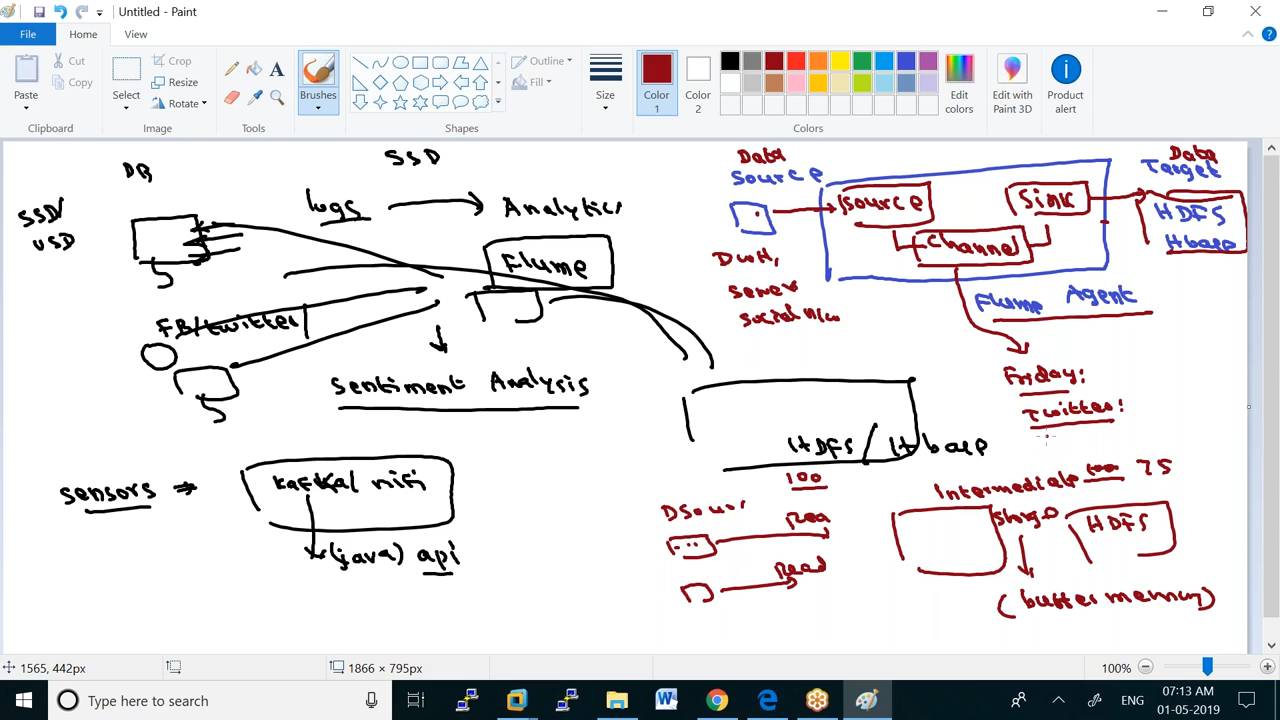 Untitled - Paint
File
Home
View
Paste
Cut
Copy
Clipboard
Select
Crop
Resize
Rotate
Image
Tools
Brushes
Shapes
Outline
Fill
Size
Color 1
Color 2
Colors
Edit colors
Edit with Paint 3D
Product alert
DB
SSD
SSD/
USD
logs
Analytics
Flume
FB/twitter
sentiment Analysis
sensors
kafka/ nifi
(java) api
HDFS / Hbase
100
Data
Source
DWH,
server
social n/w
source
channel
sink
Flume Agent
Data
Target
HDFS
Hbase
Friday:
Twitter:
Intermediate
100
75
HDFS
read
(buffer memory)
1565, 442px
1866 × 795px
100%
Type here to search
ENG
07:13 AM
01-05-2019